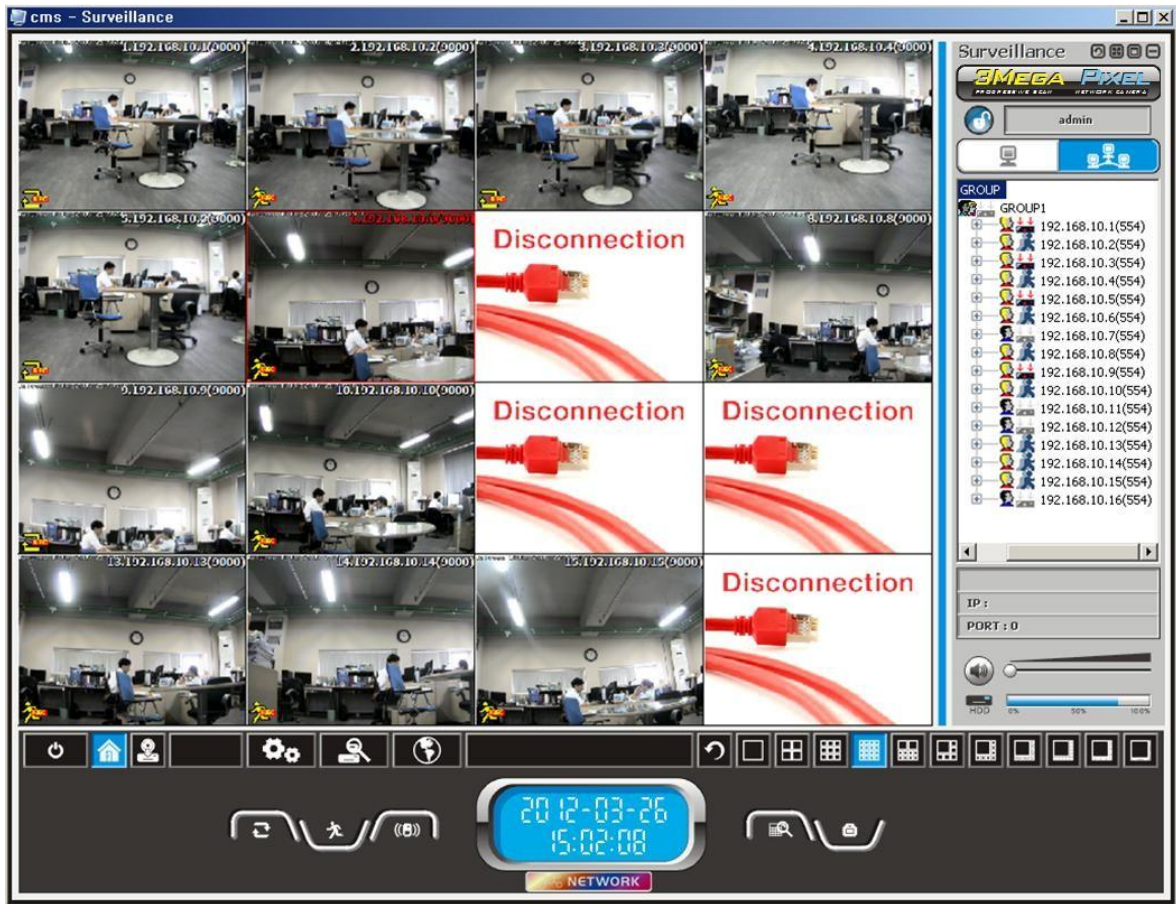 cms - Surveillance
1.192.168.10.1(9000)
2.192.168.10.2(9000)
3.192.168.10.3(9000)
4.192.168.10.4(9000)
Surveillance
3MEGA PIXEL
PROGRESSIVE SCAN NETWORK CAMERA
admin
GROUP
GROUP1
192.168.10.1(554)
192.168.10.2(554)
192.168.10.3(554)
192.168.10.4(554)
192.168.10.5(554)
192.168.10.6(554)
192.168.10.7(554)
192.168.10.8(554)
192.168.10.9(554)
192.168.10.10(554)
192.168.10.11(554)
192.168.10.12(554)
192.168.10.13(554)
192.168.10.14(554)
192.168.10.15(554)
192.168.10.16(554)
Disconnection
8.192.168.10.8(9000)
9.192.168.10.9(9000)
10.192.168.10.10(9000)
Disconnection
Disconnection
13.192.168.10.13(9000)
14.192.168.10.14(9000)
15.192.168.10.15(9000)
Disconnection
IP :
PORT : 0
HDD
0% 50% 100%
2012-03-26
15:02:08
NETWORK